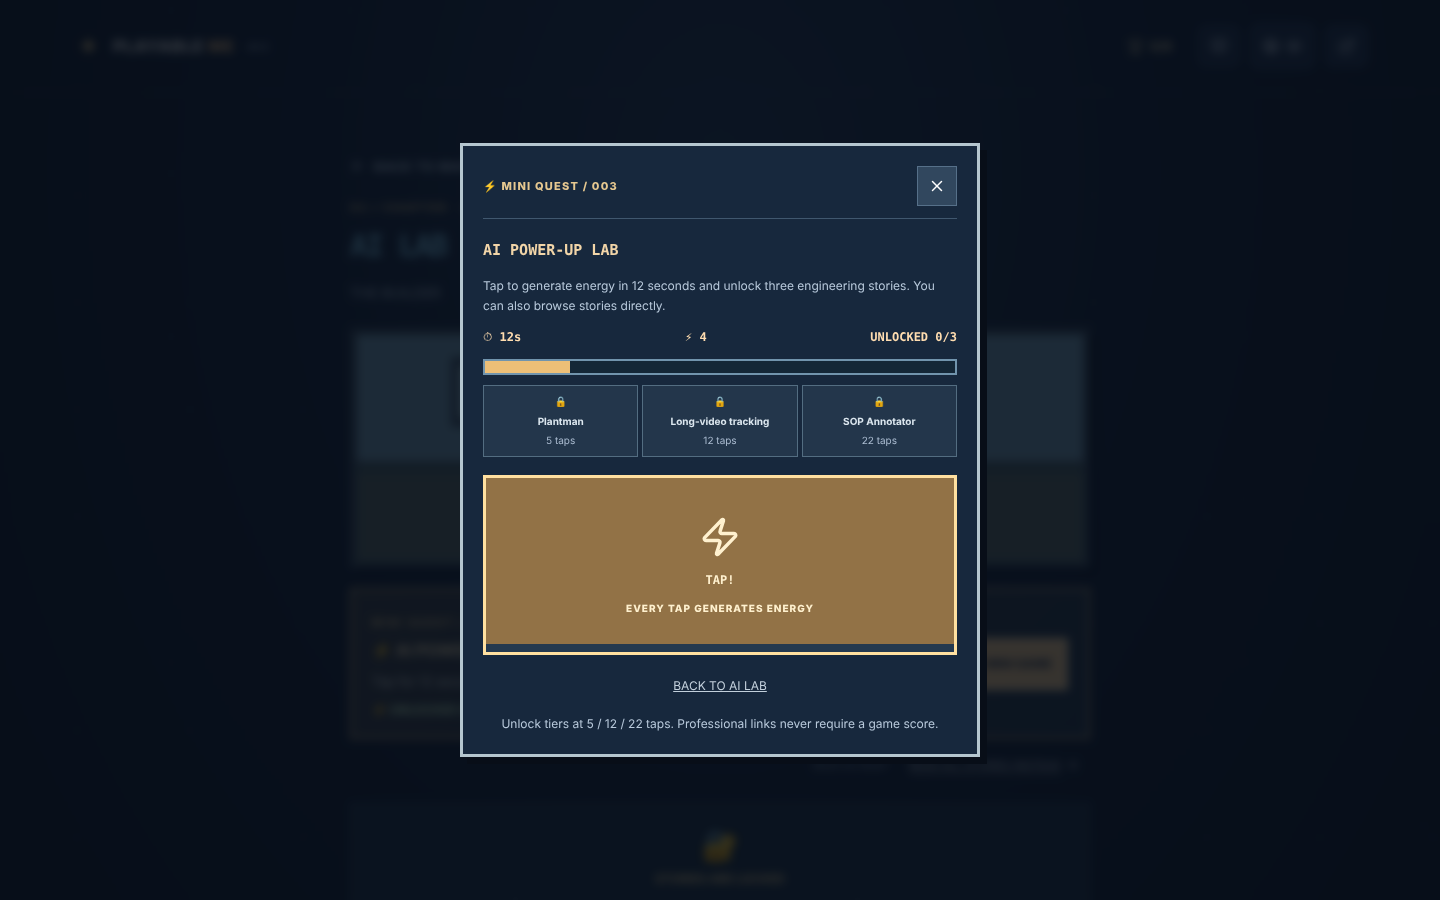 ⚡ MINI QUEST / 003
AI POWER-UP LAB
Tap to generate energy in 12 seconds and unlock three engineering stories. You
can also browse stories directly.
⏱ 12s ⚡ 4 UNLOCKED 0/3
🔒 🔒 🔒
Plantman Long-video tracking SOP Annotator
5 taps 12 taps 22 taps
TAP!
EVERY TAP GENERATES ENERGY
BACK TO AI LAB
Unlock tiers at 5 / 12 / 22 taps. Professional links never require a game score.
AI LAB